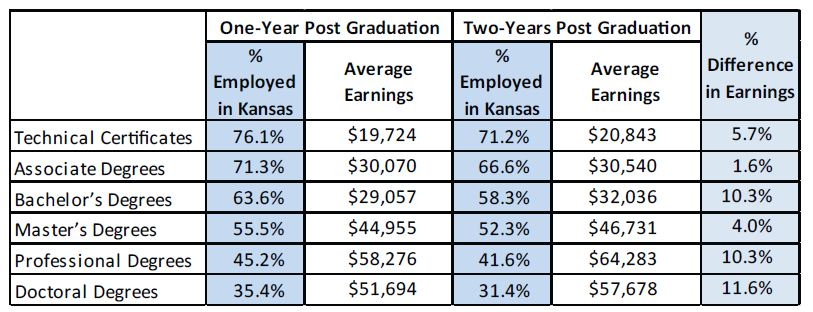 One-Year Post Graduation Two-Years Post Graduation % Difference in Earnings
% Employed in Kansas Average Earnings % Employed in Kansas Average Earnings
Technical Certificates 76.1% $19,724 71.2% $20,843 5.7%
Associate Degrees 71.3% $30,070 66.6% $30,540 1.6%
Bachelor's Degrees 63.6% $29,057 58.3% $32,036 10.3%
Master's Degrees 55.5% $44,955 52.3% $46,731 4.0%
Professional Degrees 45.2% $58,276 41.6% $64,283 10.3%
Doctoral Degrees 35.4% $51,694 31.4% $57,678 11.6%